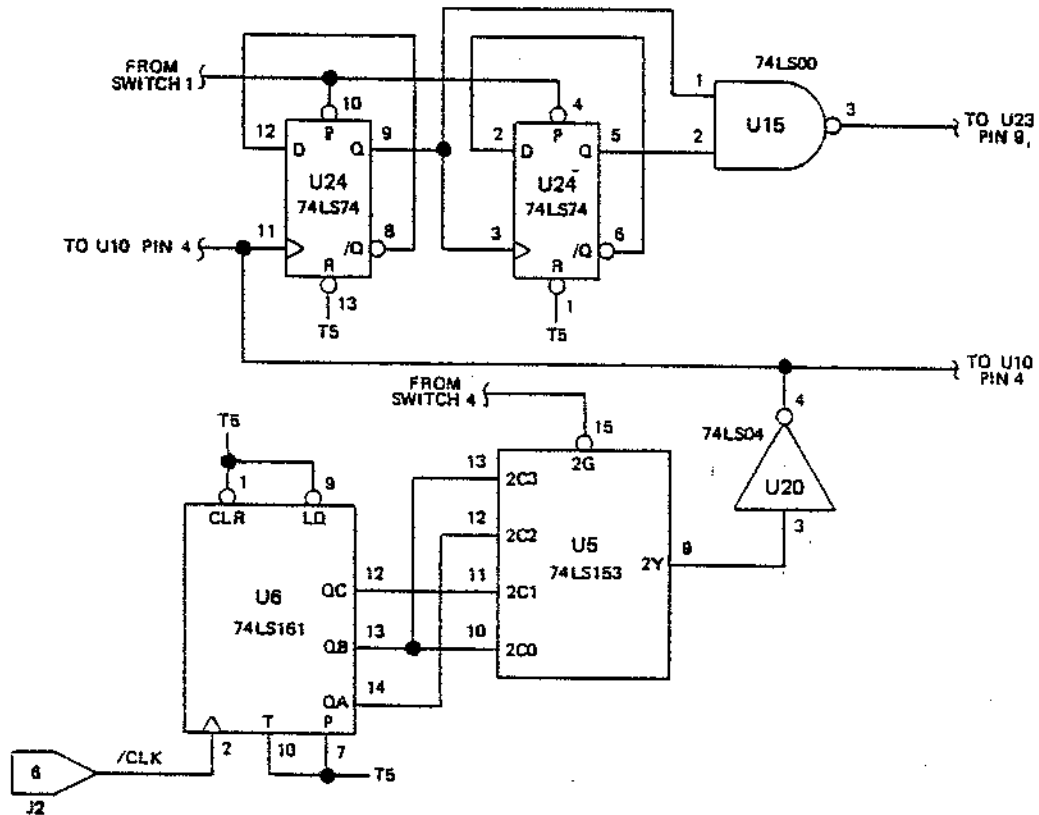 FROM
SWITCH 1
10
P
12
D
Q
9
U24
74LS74
11
/Q
8
R
13
T5
TO U10 PIN 4
4
P
2
D
Q
5
U24
74LS74
3
/Q
6
R
1
T5
74LS00
1
2
U15
3
TO U23
PIN 9,
TO U10
PIN 4
FROM
SWITCH 4
15
2G
13
2C3
12
2C2
11
2C1
10
2C0
U5
74LS153
2Y
9
74LS04
4
U20
3
T5
1
9
CLR
LD
U6
74LS161
QC
12
QB
13
QA
14
T
P
2
10
7
T5
/CLK
6
J2